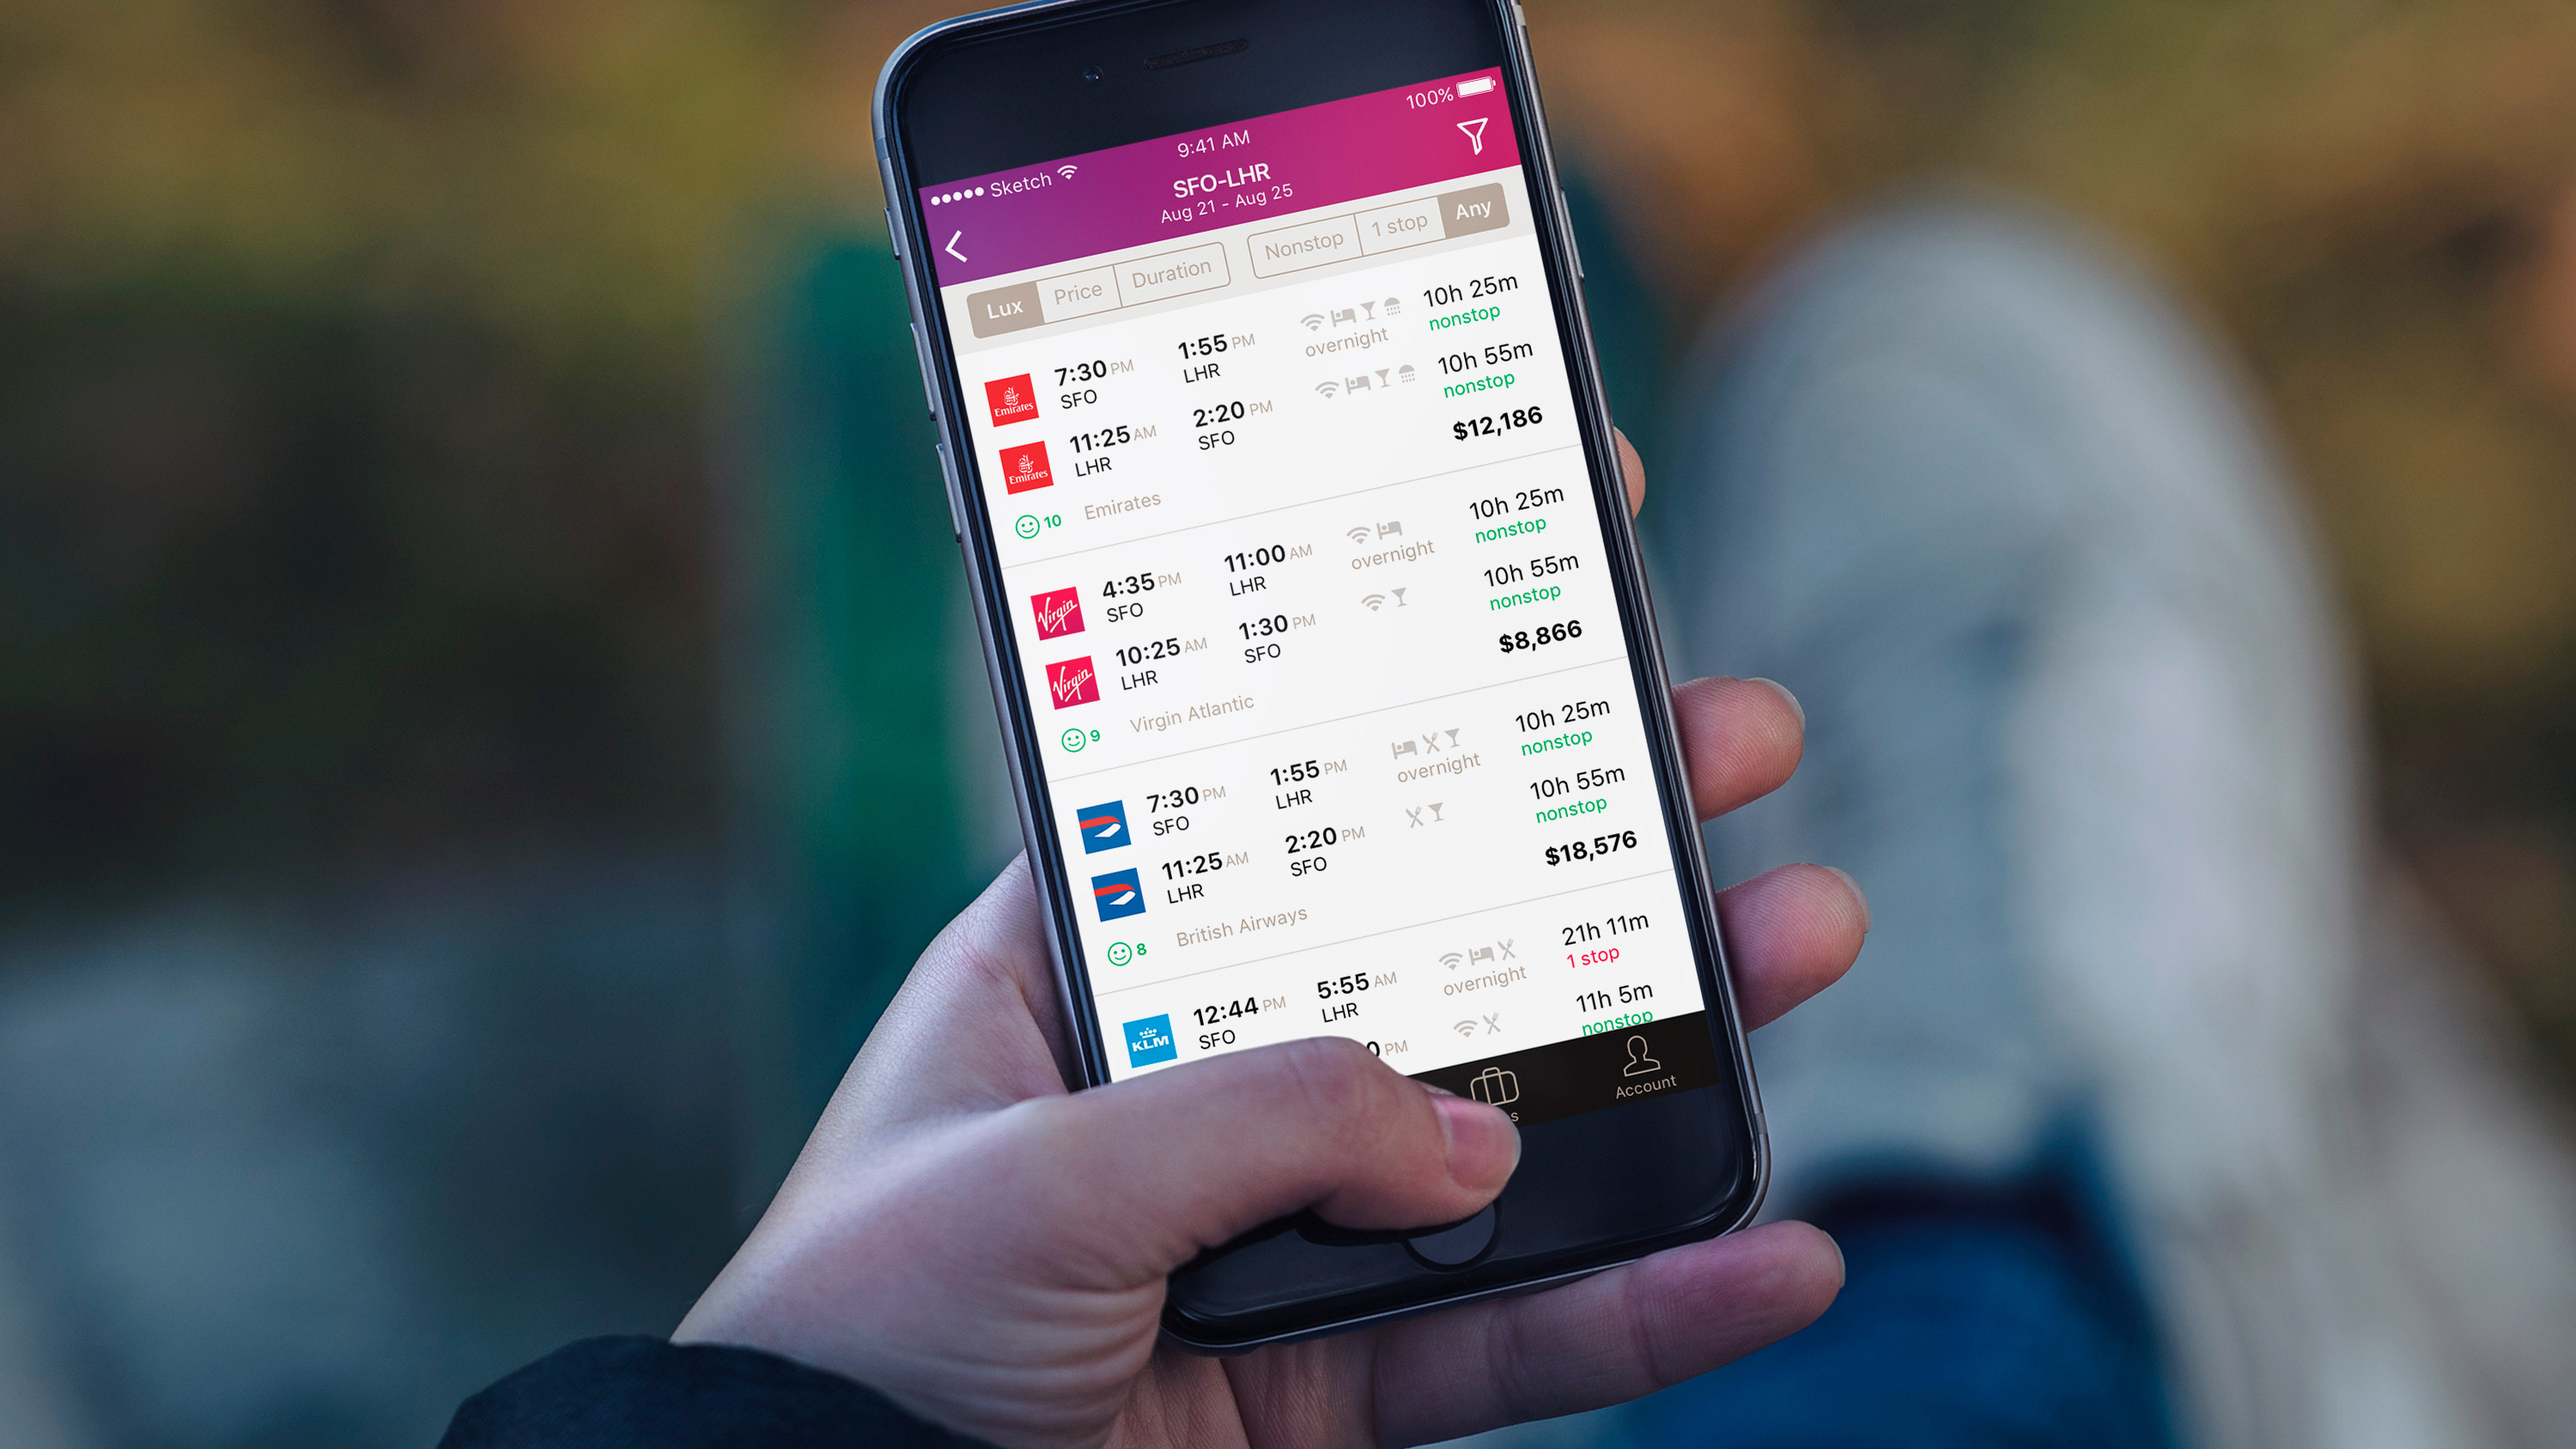 ●●●●● Sketch 9:41 AM 100%
SFO-LHR
Aug 21 - Aug 25
Lux Price Duration Nonstop 1 stop Any
Emirates 7:30 PM 1:55 PM 10h 25m
SFO LHR overnight nonstop
Emirates 11:25 AM 2:20 PM 10h 55m
LHR SFO nonstop
10 Emirates $12,186
Virgin 4:35 PM 11:00 AM 10h 25m
SFO LHR overnight nonstop
Virgin 10:25 AM 1:30 PM 10h 55m
LHR SFO nonstop
9 Virgin Atlantic $8,866
7:30 PM 1:55 PM 10h 25m
SFO LHR overnight nonstop
11:25 AM 2:20 PM 10h 55m
LHR SFO nonstop
8 British Airways $18,576
KLM 12:44 PM 5:55 AM 21h 11m
SFO LHR overnight 1 stop
PM 11h 5m
nonstop
Account